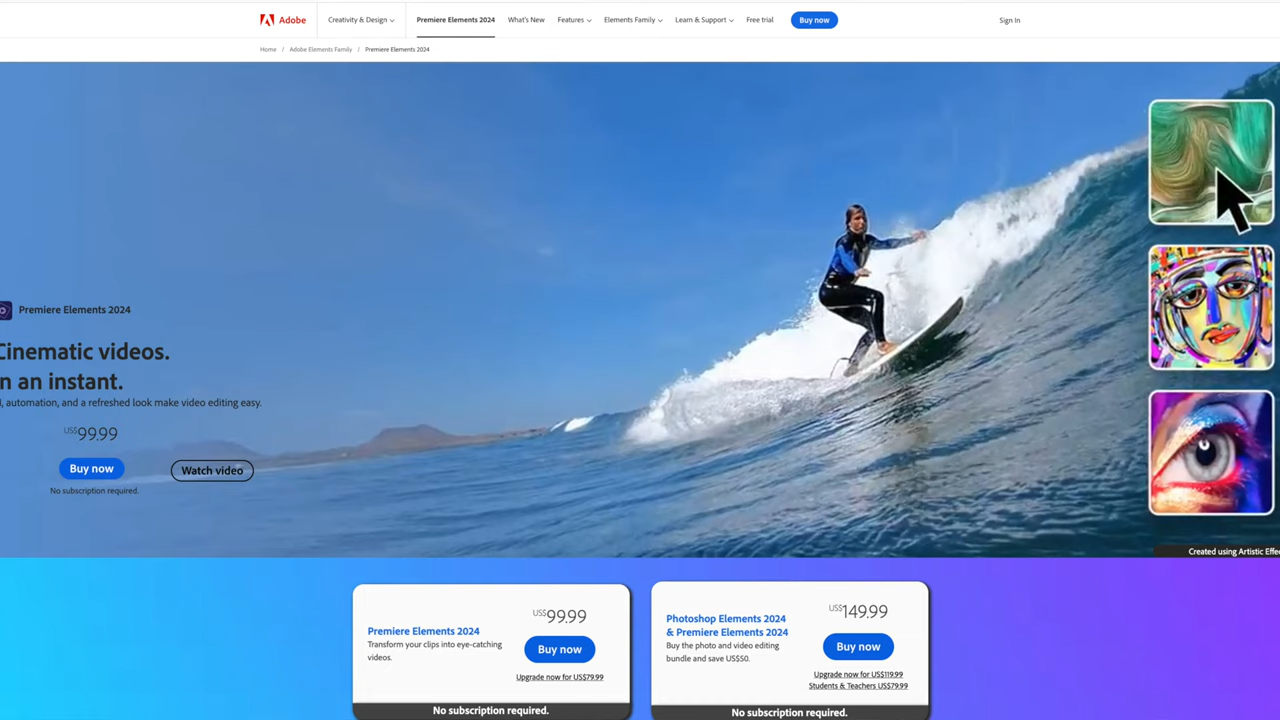 Adobe
Creativity & Design
Premiere Elements 2024
What's New
Features
Elements Family
Learn & Support
Free trial
Buy now
Sign In
Home / Adobe Elements Family / Premiere Elements 2024
Premiere Elements 2024
Cinematic videos.
n an instant.
, automation, and a refreshed look make video editing easy.
US$99.99
Buy now
Watch video
No subscription required.
Created using Artistic Effe
Premiere Elements 2024
Transform your clips into eye-catching
videos.
US$99.99
Buy now
Upgrade now for US$79.99
No subscription required.
Photoshop Elements 2024
& Premiere Elements 2024
Buy the photo and video editing
bundle and save US$50.
US$149.99
Buy now
Upgrade now for US$119.99
Students & Teachers US$79.99
No subscription required.